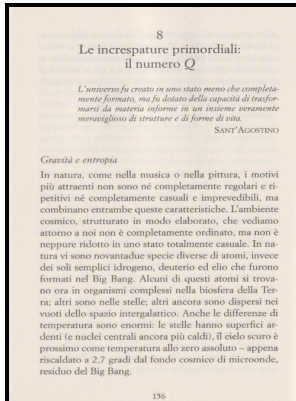 8
Le increspature primordiali:
il numero Q
L'universo fu creato in uno stato meno che completa-
mente formato, ma fu dotato della capacità di trasfor-
marsi da materia informe in un insieme veramente
meraviglioso di strutture e di forme di vita.
SANT'AGOSTINO
Gravità e entropia
In natura, come nella musica o nella pittura, i motivi
più attraenti non sono né completamente regolari e ri-
petitivi né completamente casuali e imprevedibili, ma
combinano entrambe queste caratteristiche. L'ambiente
cosmico, strutturato in modo elaborato, che vediamo
attorno a noi non è completamente ordinato, ma non è
neppure ridotto in uno stato totalmente casuale. In na-
tura vi sono novantadue specie diverse di atomi, invece
dei soli semplici idrogeno, deuterio ed elio che furono
formati nel Big Bang. Alcuni di questi atomi si trova-
no ora in organismi complessi nella biosfera della Ter-
ra; altri sono nelle stelle; altri ancora sono dispersi nei
vuoti dello spazio intergalattico. Anche le differenze di
temperatura sono enormi: le stelle hanno superfici ar-
denti (e nuclei centrali ancora più caldi), il cielo scuro è
prossimo come temperatura allo zero assoluto – appena
riscaldato a 2,7 gradi dal fondo cosmico di microonde,
residuo del Big Bang.
156